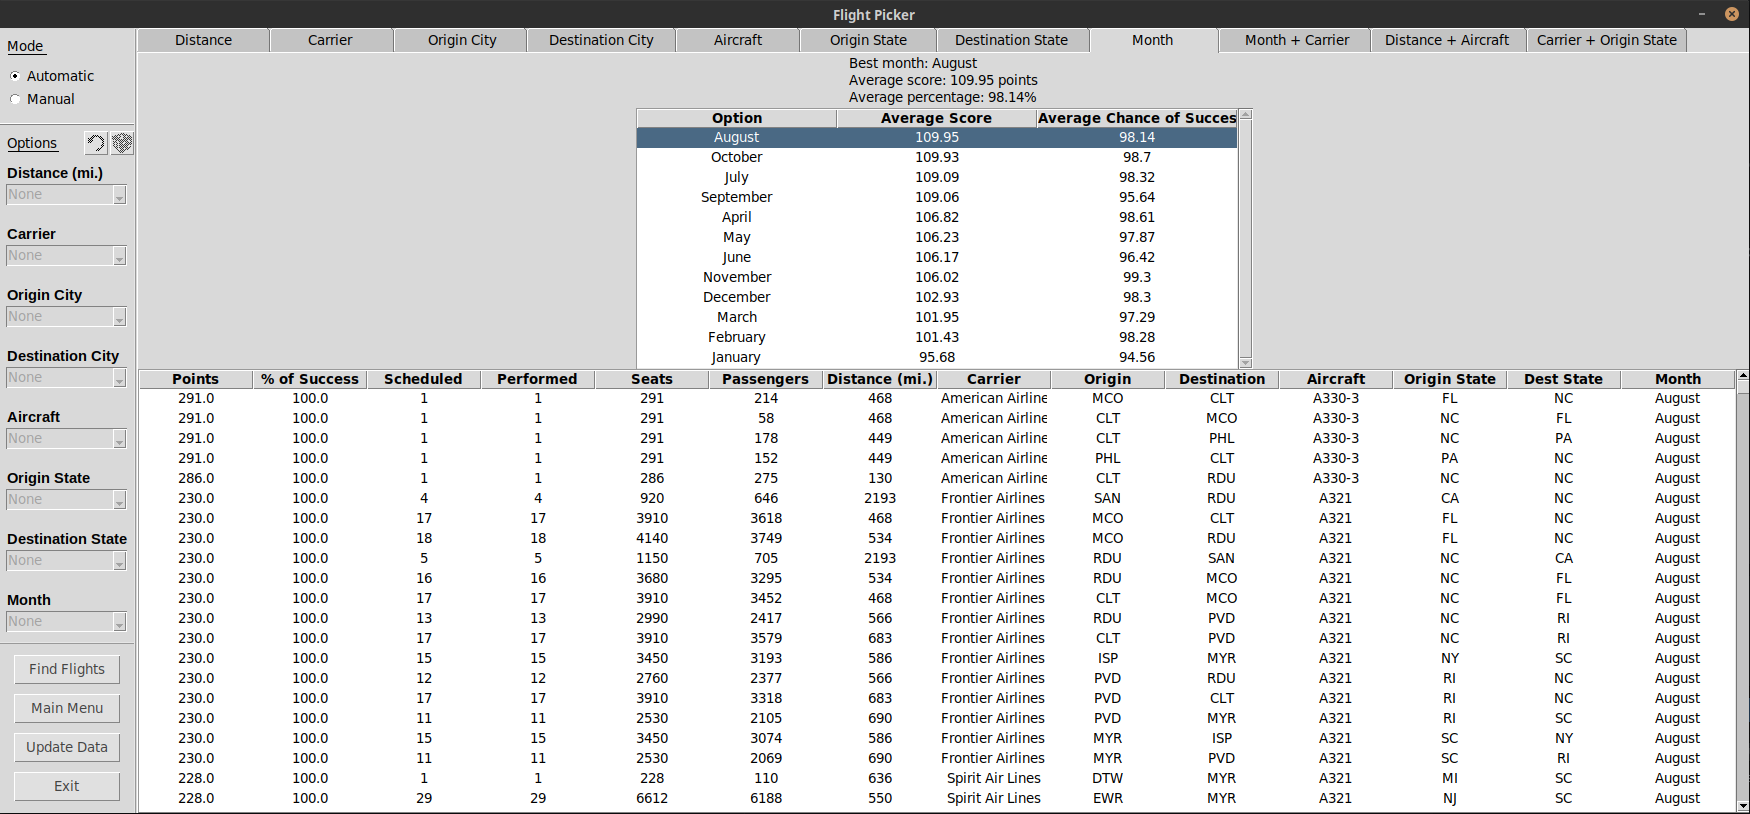 Flight Picker
Mode
Automatic
Manual
Options
Distance (mi.)
None
Carrier
None
Origin City
None
Destination City
None
Aircraft
None
Origin State
None
Destination State
None
Month
None
Find Flights
Main Menu
Update Data
Exit
Distance Carrier Origin City Destination City Aircraft Origin State Destination State Month Month + Carrier Distance + Aircraft Carrier + Origin State
Best month: August
Average score: 109.95 points
Average percentage: 98.14%
Option Average Score Average Chance of Succes
August 109.95 98.14
October 109.93 98.7
July 109.09 98.32
September 109.06 95.64
April 106.82 98.61
May 106.23 97.87
June 106.17 96.42
November 106.02 99.3
December 102.93 98.3
March 101.95 97.29
February 101.43 98.28
January 95.68 94.56
Points % of Success Scheduled Performed Seats Passengers Distance (mi.) Carrier Origin Destination Aircraft Origin State Dest State Month
291.0 100.0 1 1 291 214 468 American Airline MCO CLT A330-3 FL NC August
291.0 100.0 1 1 291 58 468 American Airline CLT MCO A330-3 NC FL August
291.0 100.0 1 1 291 178 449 American Airline CLT PHL A330-3 NC PA August
291.0 100.0 1 1 291 152 449 American Airline PHL CLT A330-3 PA NC August
286.0 100.0 1 1 286 275 130 American Airline CLT RDU A330-3 NC NC August
230.0 100.0 4 4 920 646 2193 Frontier Airlines SAN RDU A321 CA NC August
230.0 100.0 17 17 3910 3618 468 Frontier Airlines MCO CLT A321 FL NC August
230.0 100.0 18 18 4140 3749 534 Frontier Airlines MCO RDU A321 FL NC August
230.0 100.0 5 5 1150 705 2193 Frontier Airlines RDU SAN A321 NC CA August
230.0 100.0 16 16 3680 3295 534 Frontier Airlines RDU MCO A321 NC FL August
230.0 100.0 17 17 3910 3452 468 Frontier Airlines CLT MCO A321 NC FL August
230.0 100.0 13 13 2990 2417 566 Frontier Airlines RDU PVD A321 NC RI August
230.0 100.0 17 17 3910 3579 683 Frontier Airlines CLT PVD A321 NC RI August
230.0 100.0 15 15 3450 3193 586 Frontier Airlines ISP MYR A321 NY SC August
230.0 100.0 12 12 2760 2377 566 Frontier Airlines PVD RDU A321 RI NC August
230.0 100.0 17 17 3910 3318 683 Frontier Airlines PVD CLT A321 RI NC August
230.0 100.0 11 11 2530 2105 690 Frontier Airlines PVD MYR A321 RI SC August
230.0 100.0 15 15 3450 3074 586 Frontier Airlines MYR ISP A321 SC NY August
230.0 100.0 11 11 2530 2069 690 Frontier Airlines MYR PVD A321 SC RI August
228.0 100.0 1 1 228 110 636 Spirit Air Lines DTW MYR A321 MI SC August
228.0 100.0 29 29 6612 6188 550 Spirit Air Lines EWR MYR A321 NJ SC August